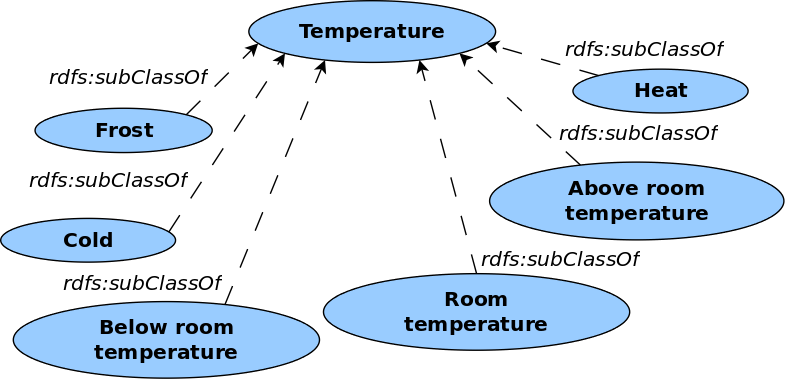 Temperature
rdfs:subClassOf
rdfs:subClassOf
Heat
Frost
rdfs:subClassOf
rdfs:subClassOf
Above room
temperature
Cold
rdfs:subClassOf
rdfs:subClassOf
Room
temperature
Below room
temperature